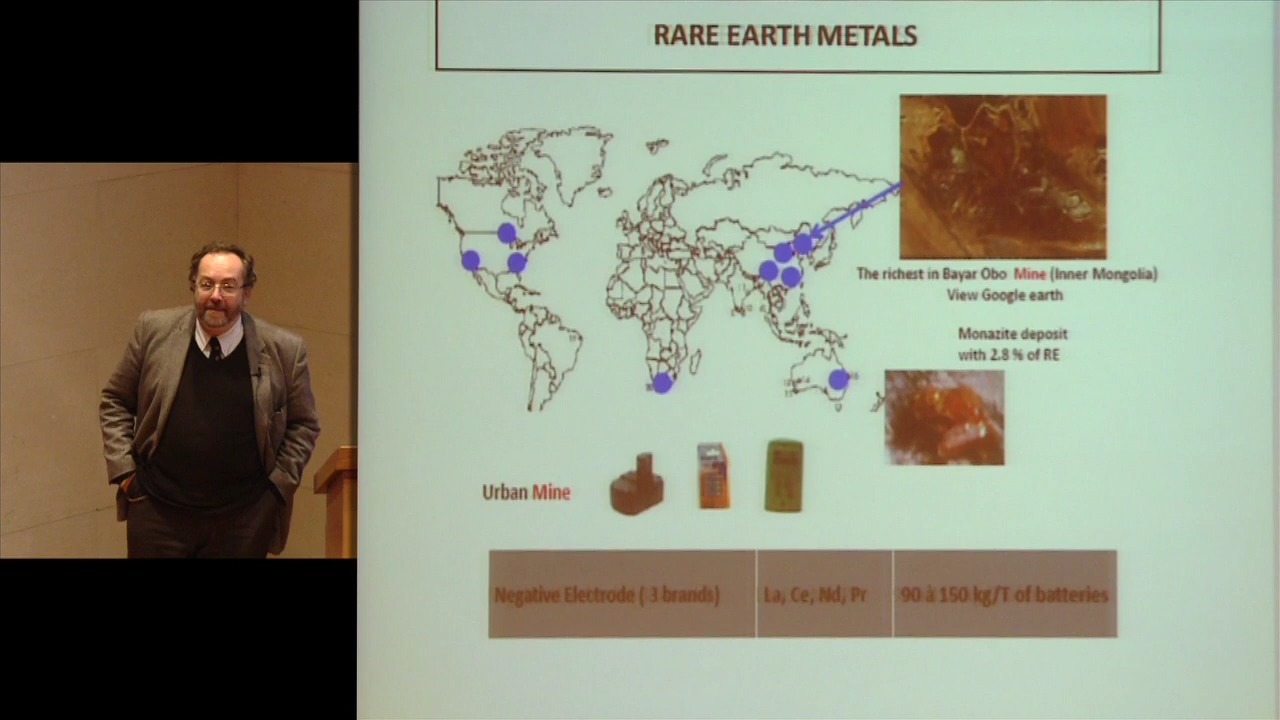 RARE EARTH METALS
The richest in Bayar Obo Mine (Inner Mongolia)
View Google earth
Monazite deposit
with 2.8 % of RE
Urban Mine
Negative Electrode ( 3 brands)
La, Ce, Nd, Pr
90 à 150 kg/T of batteries